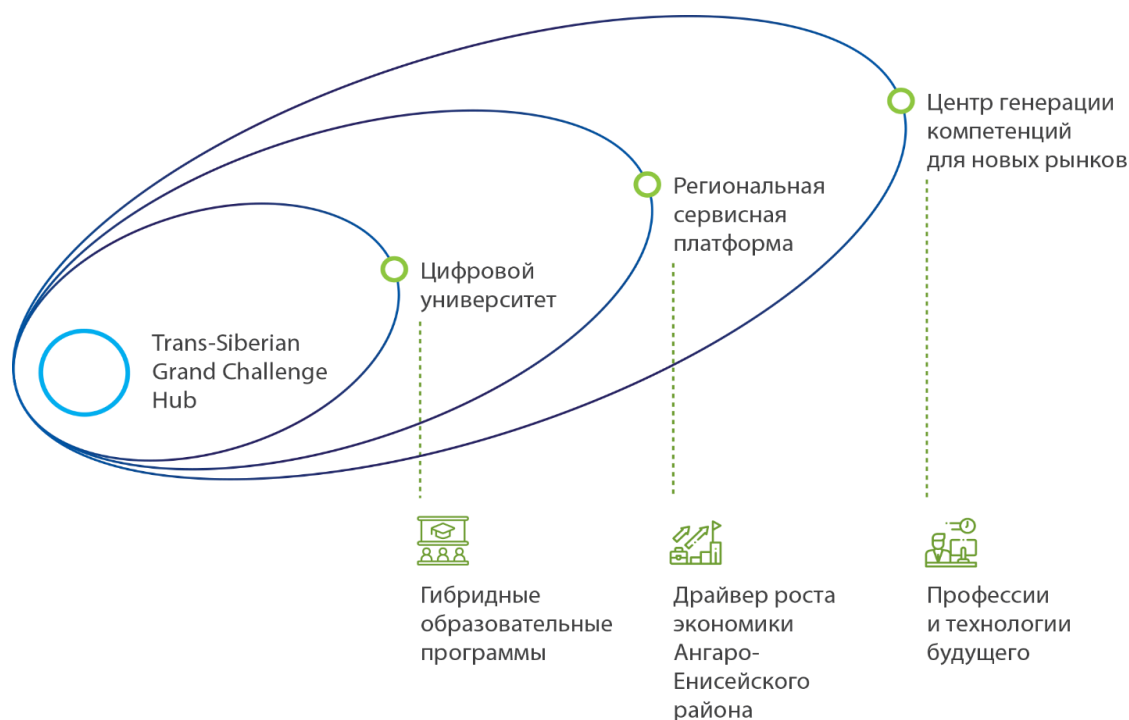 Центр генерации
компетенций
для новых рынков
Региональная
сервисная
платформа
Цифровой
университет
Trans-Siberian
Grand Challenge
Hub
Гибридные
образовательные
программы
Драйвер роста
экономики
Ангаро-
Енисейского
района
Профессии
и технологии
будущего